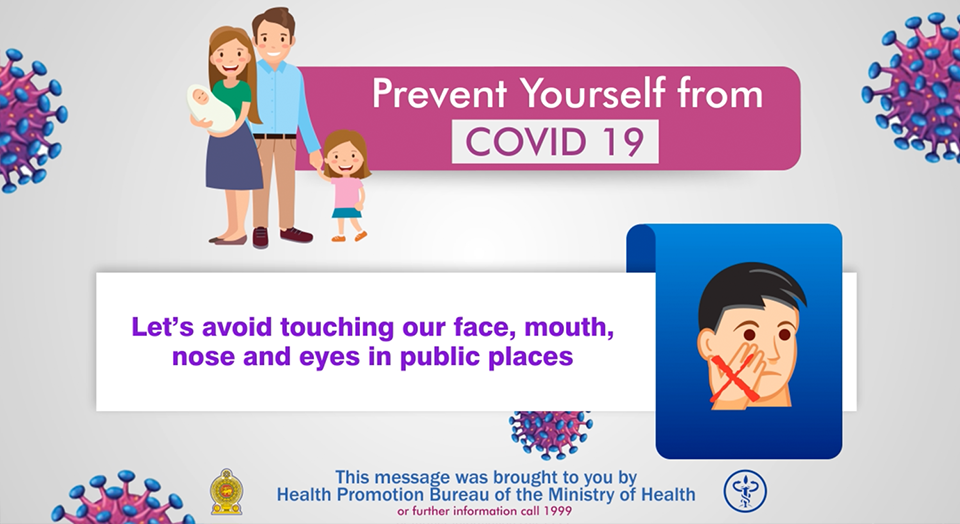 Prevent Yourself from
COVID 19
Let's avoid touching our face, mouth,
nose and eyes in public places
This message was brought to you by
Health Promotion Bureau of the Ministry of Health
or further information call 1999